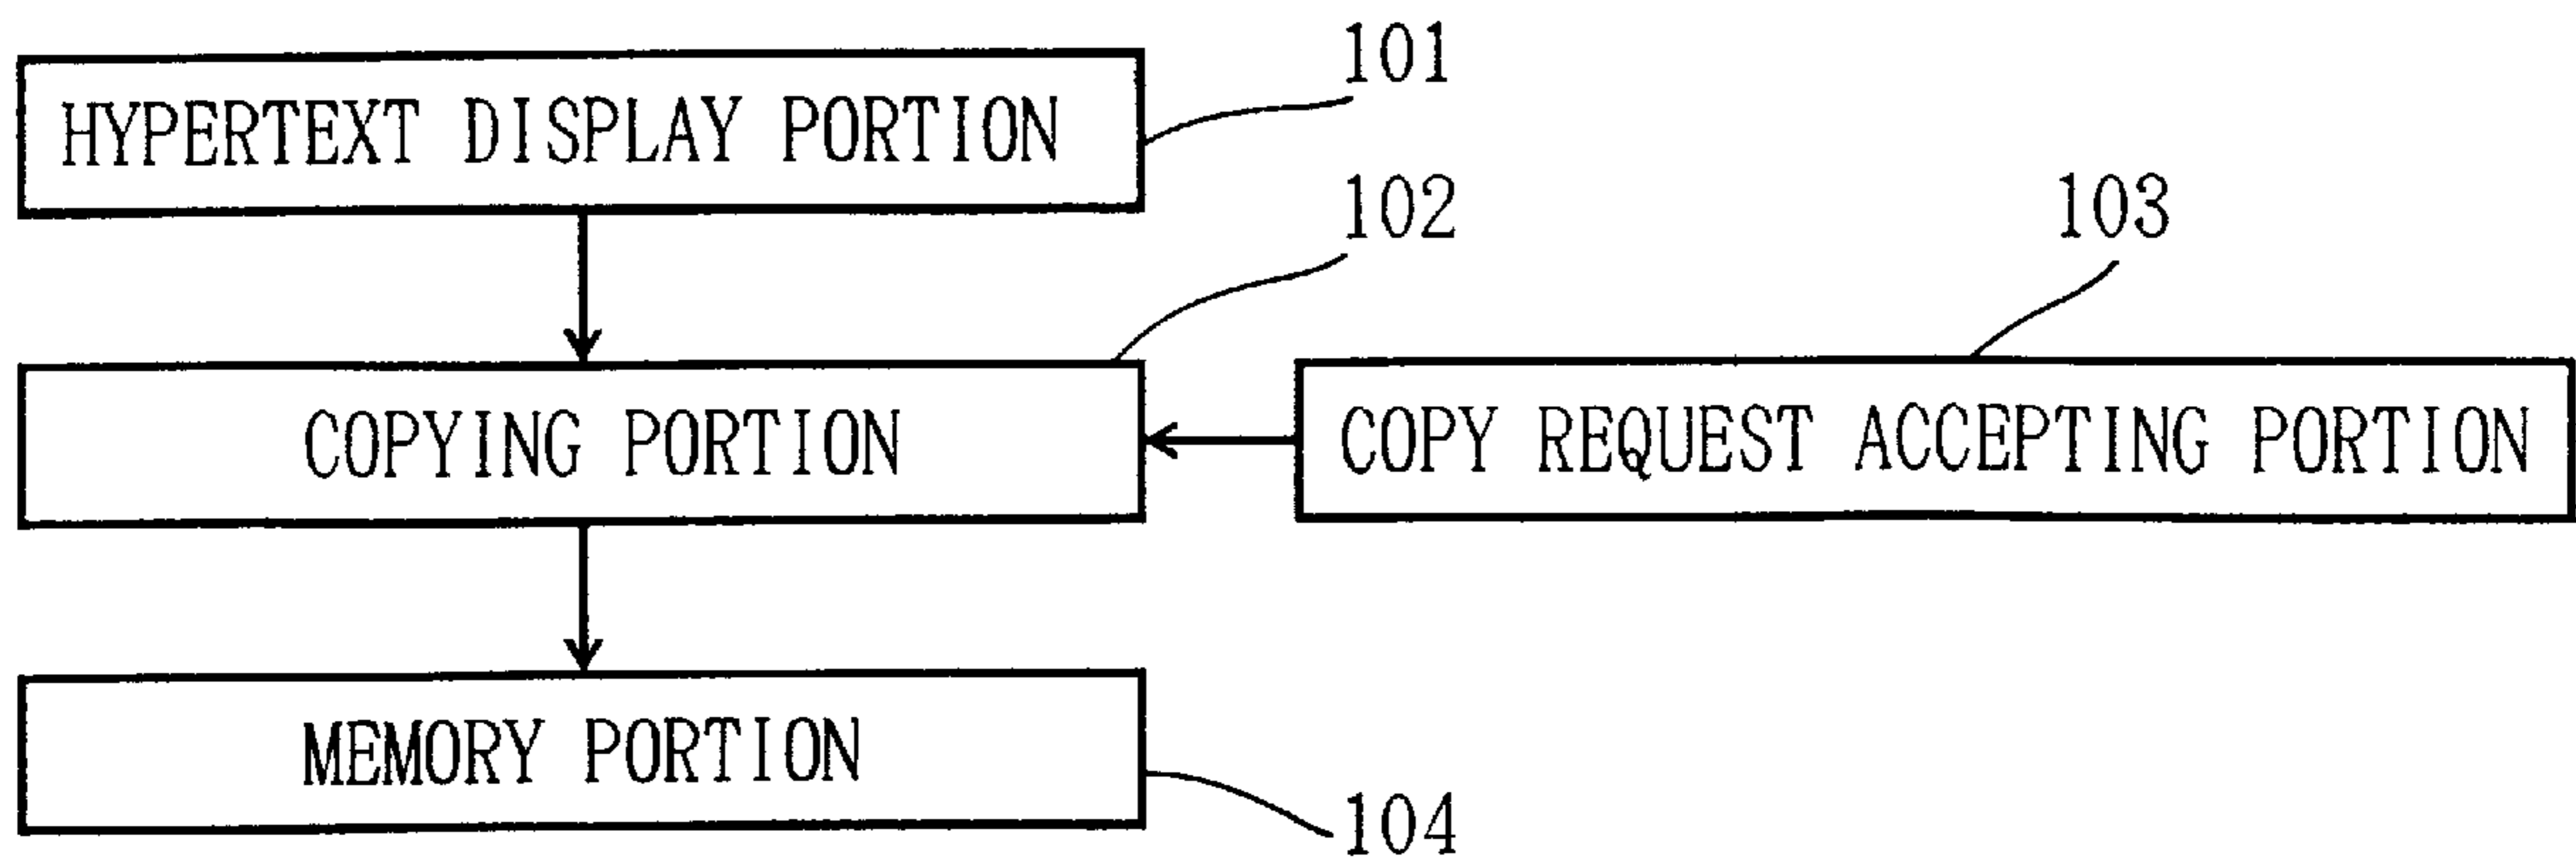 101
HYPERTEXT DISPLAY PORTION
102
103
COPYING PORTION
COPY REQUEST ACCEPTING PORTION
MEMORY PORTION
104